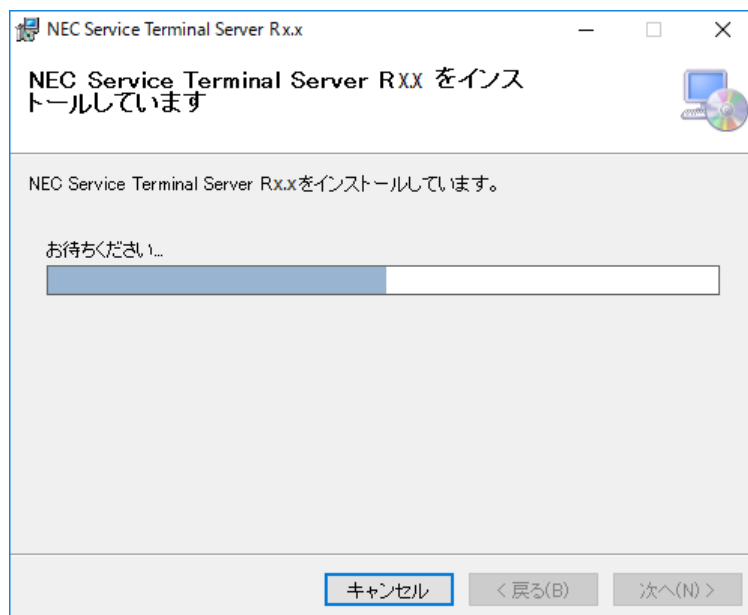 NEC Service Terminal Server Rx.x
NEC Service Terminal Server RXX をインス
トールしています
NEC Service Terminal Server Rx.xをインストールしています。
お待ちください...
キャンセル
< 戻る(B)
次へ(N) >